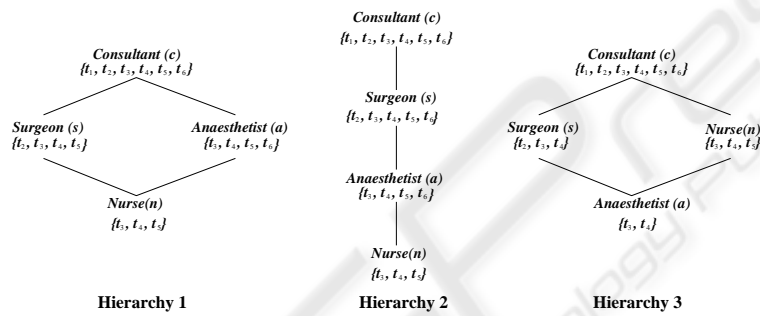 Consultant (c)
{t₁, t₂, t₃, t₄, t₅, t₆}
Surgeon (s)
{t₂, t₃, t₄, t₅}
Anaesthetist (a)
{t₃, t₄, t₅, t₆}
Nurse(n)
{t₃, t₄, t₅}
Hierarchy 1
Consultant (c)
{t₁, t₂, t₃, t₄, t₅, t₆}
Surgeon (s)
{t₂, t₃, t₄, t₅, t₆}
Anaesthetist (a)
{t₃, t₄, t₅, t₆}
Nurse(n)
{t₃, t₄, t₅}
Hierarchy 2
Consultant (c)
{t₁, t₂, t₃, t₄, t₅, t₆}
Surgeon (s)
{t₂, t₃, t₄}
Nurse(n)
{t₃, t₄, t₅}
Anaesthetist (a)
{t₃, t₄}
Hierarchy 3